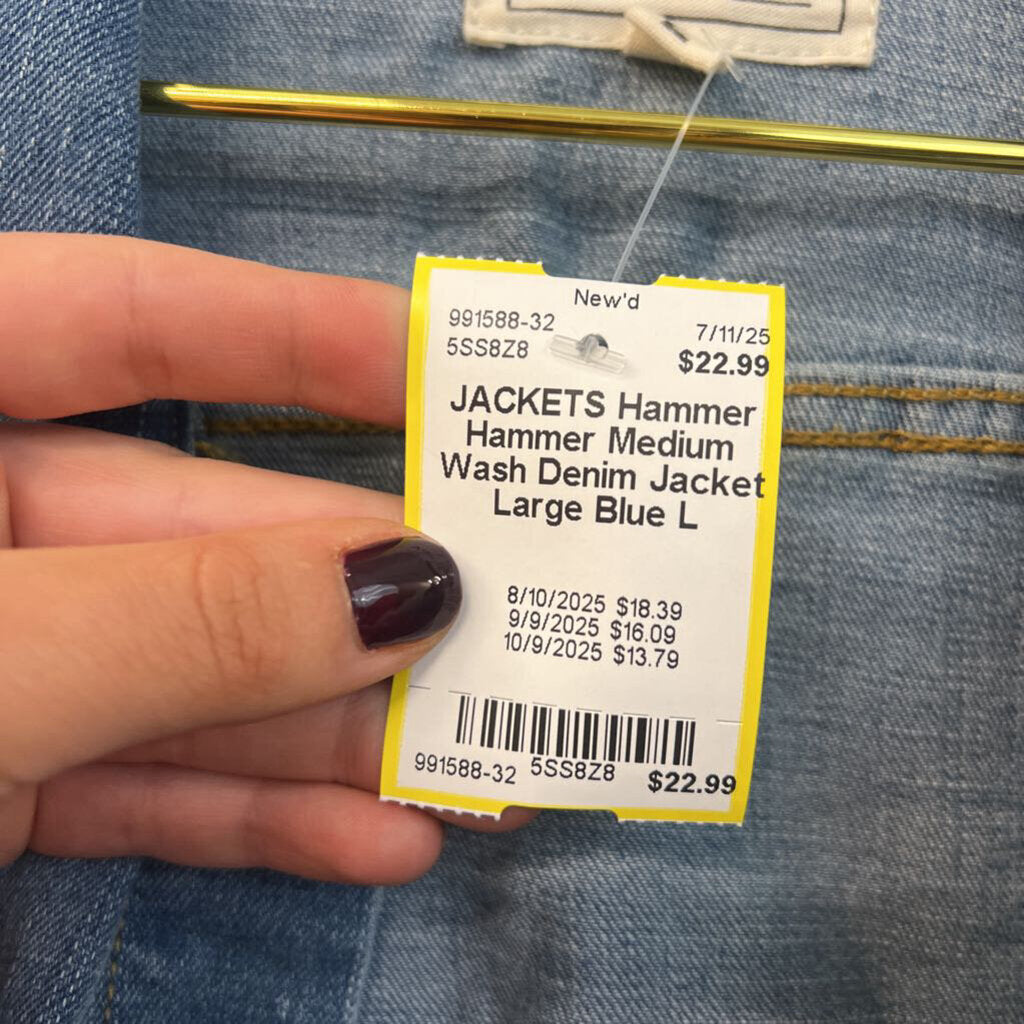 New'd
991588-32 7/11/25
5SS8Z8 $22.99
JACKETS Hammer
Hammer Medium
Wash Denim Jacket
Large Blue L
8/10/2025 $18.39
9/9/2025 $16.09
10/9/2025 $13.79
991588-32 5SS8Z8 $22.99